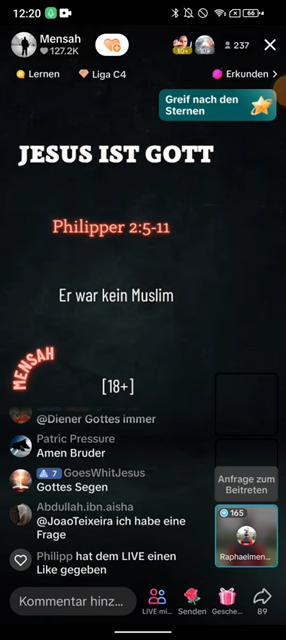 12:20
66
Mensah
127.2K
10+
10+
237
Lernen
Liga C4
Erkunden
Greif nach den
Sternen
JESUS IST GOTT
Philipper 2:5-11
Er war kein Muslim
MENSAH
[18+]
@Diener Gottes immer
Patric Pressure
Amen Bruder
7 GoesWhitJesus
Gottes Segen
Abdullah.ibn.aisha
@JoaoTeixeira ich habe eine
Frage
Philipp hat dem LIVE einen
Like gegeben
Anfrage zum
Beitreten
165
Raphaelmen...
Kommentar hinz...
LIVE mi...
Senden
Gesche...
89